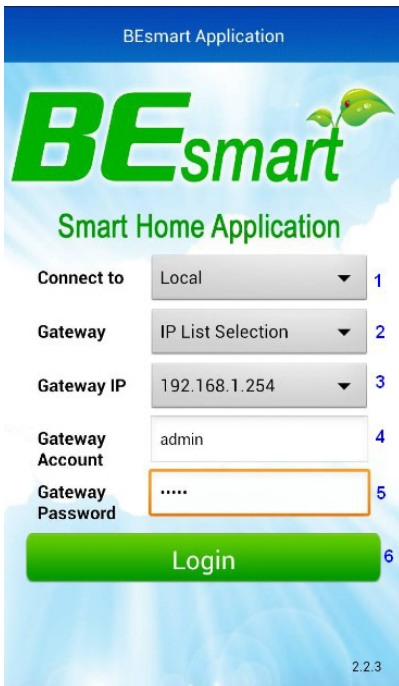 BEsmart Application
BEsmart
Smart Home Application
Connect to Local 1
Gateway IP List Selection 2
Gateway IP 192.168.1.254 3
Gateway Account admin 4
Gateway Password ••••• 5
Login 6
2.2.3